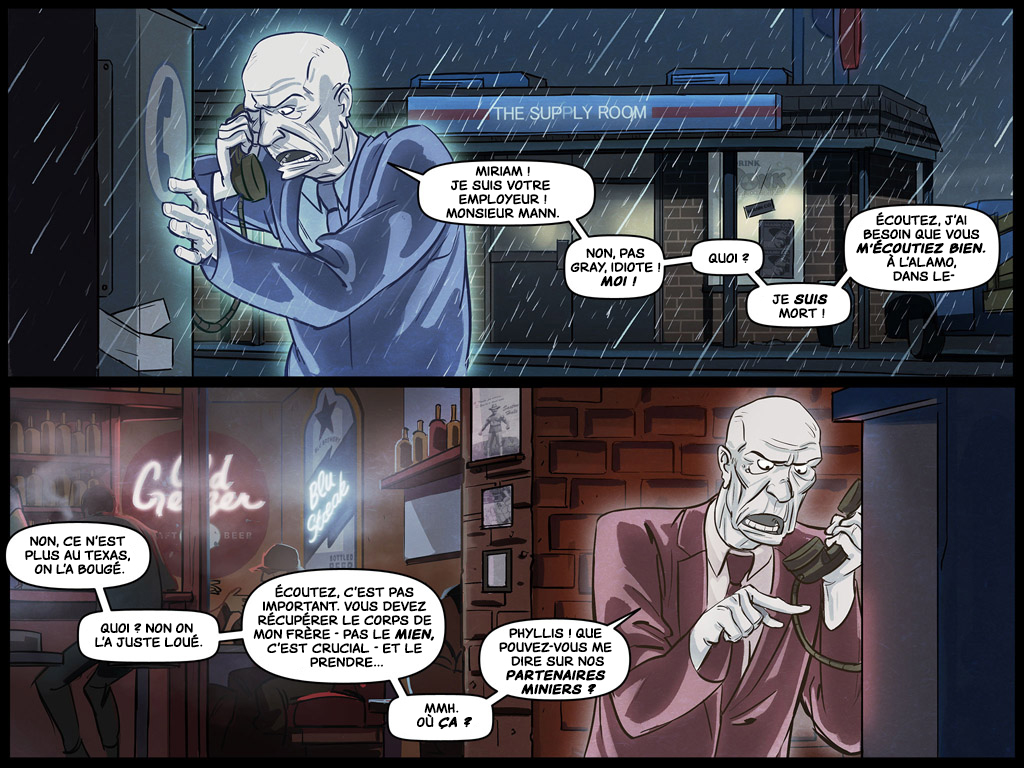 THE SUPPLY ROOM
MIRIAM !
JE SUIS VOTRE
EMPLOYEUR !
MONSIEUR MANN.
NON, PAS
GRAY, IDIOTE !
MOI !
QUOI ?
JE SUIS
MORT !
ÉCOUTEZ, J'AI
BESOIN QUE VOUS
M'ÉCOUTIEZ BIEN.
À L'ALAMO,
DANS LE-
Old
Geezer
BEER
Blu
Streak
BOTTLED
BEER
NON, CE N'EST
PLUS AU TEXAS,
ON L'A BOUGÉ.
QUOI ? NON ON
L'A JUSTE LOUÉ.
ÉCOUTEZ, C'EST PAS
IMPORTANT. VOUS DEVEZ
RÉCUPÉRER LE CORPS DE
MON FRÈRE - PAS LE MIEN,
C'EST CRUCIAL - ET LE
PRENDRE...
MMH.
OÙ ÇA ?
PHYLLIS ! QUE
POUVEZ-VOUS ME
DIRE SUR NOS
PARTENAIRES
MINIERS ?